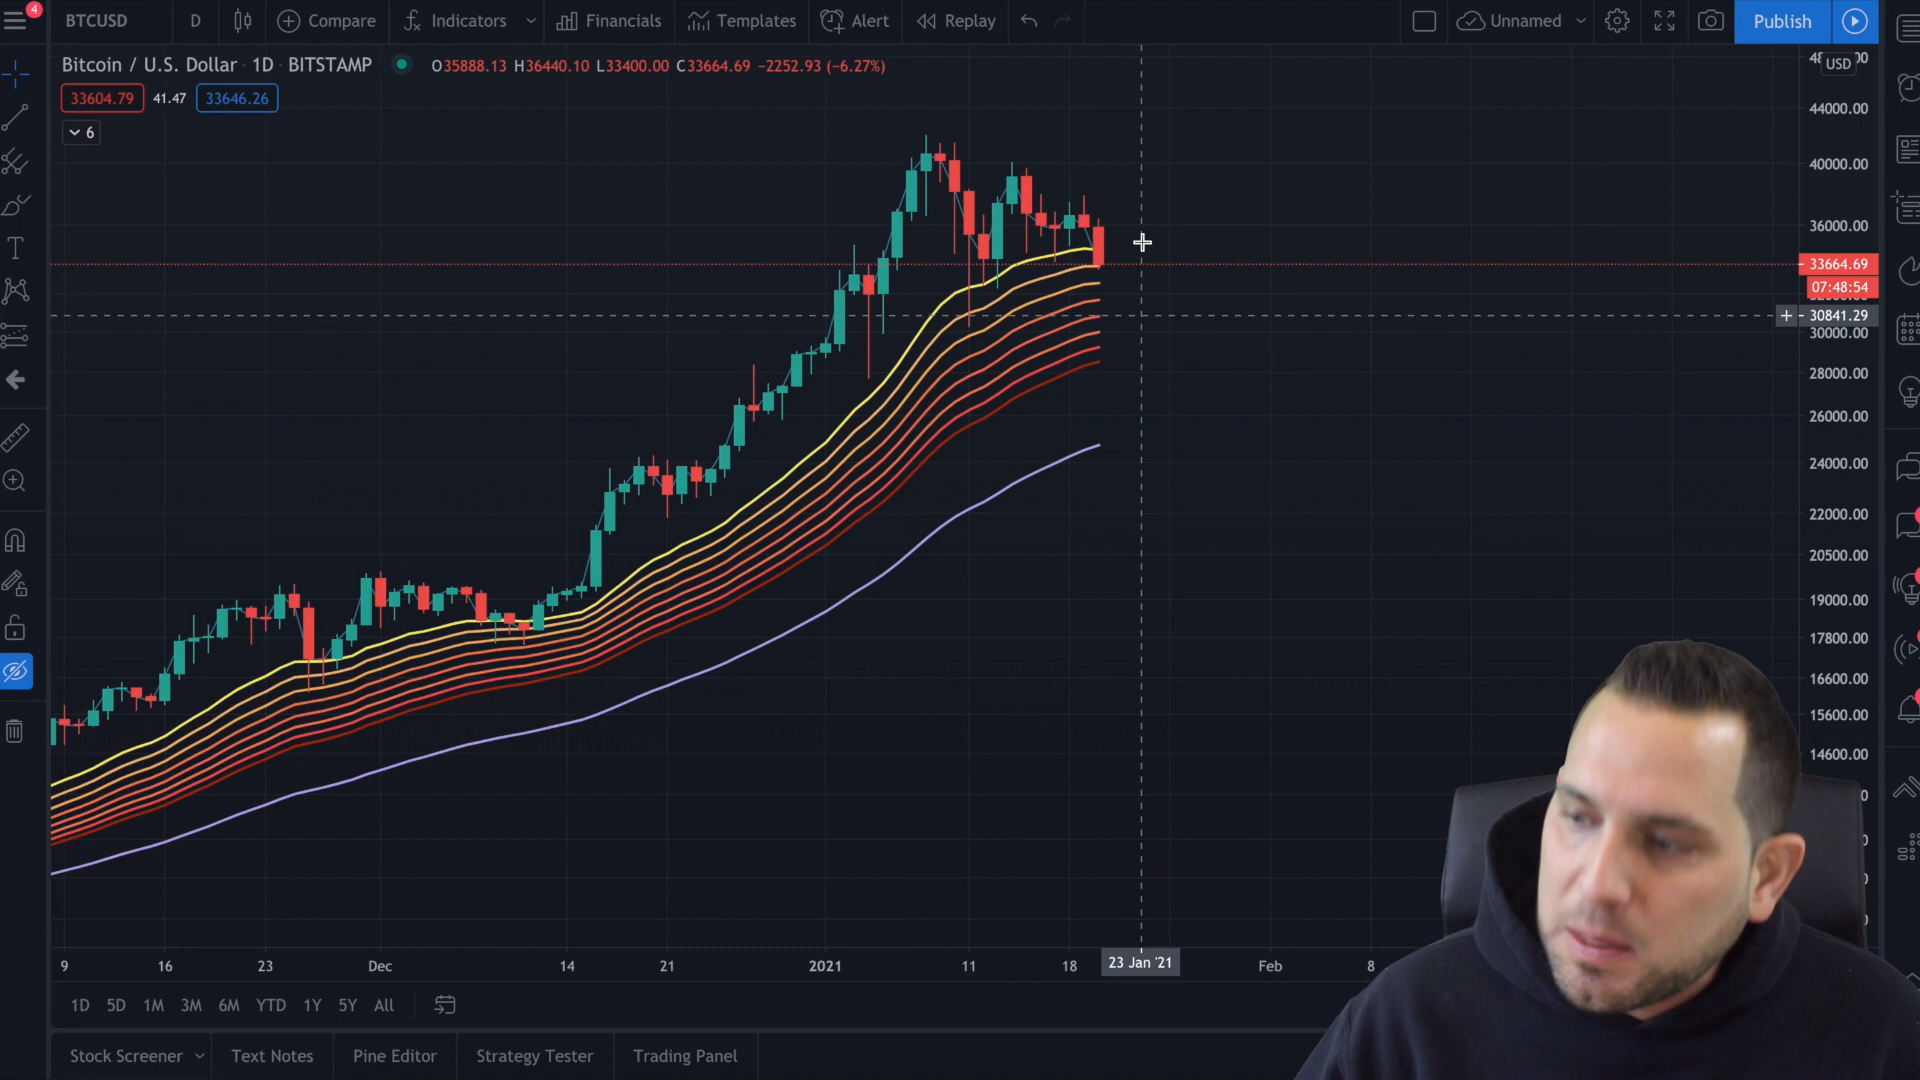 4
BTCUSD D Compare Indicators Financials Templates Alert Replay Unnamed Publish
Bitcoin / U.S. Dollar · 1D · BITSTAMP O35888.13 H36440.10 L33400.00 C33664.69 −2252.93 (−6.27%)
USD
33604.79 41.47 33646.26
6
44000.00
40000.00
36000.00
33664.69
07:48:54
30841.29
30000.00
28000.00
26000.00
24000.00
22000.00
20500.00
19000.00
17800.00
16600.00
15600.00
14600.00
9 16 23 Dec 14 21 2021 11 18 23 Jan '21 Feb 8
1D 5D 1M 3M 6M YTD 1Y 5Y All
Stock Screener Text Notes Pine Editor Strategy Tester Trading Panel